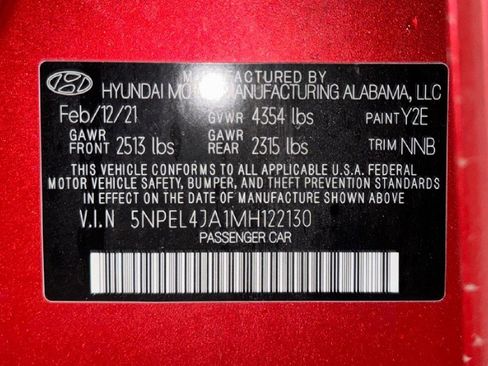 MANUFACTURED BY
HYUNDAI MOTOR MANUFACTURING ALABAMA, LLC
Feb/12/21 GVWR 4354 lbs PAINT Y2E
GAWR FRONT 2513 lbs GAWR REAR 2315 lbs TRIM NNB
THIS VEHICLE CONFORMS TO ALL APPLICABLE U.S.A. FEDERAL
MOTOR VEHICLE SAFETY, BUMPER, AND THEFT PREVENTION STANDARDS
IN EFFECT ON THE DATE OF MANUFACTURE SHOWN ABOVE.
V.I.N 5NPEL4JA1MH122130
PASSENGER CAR